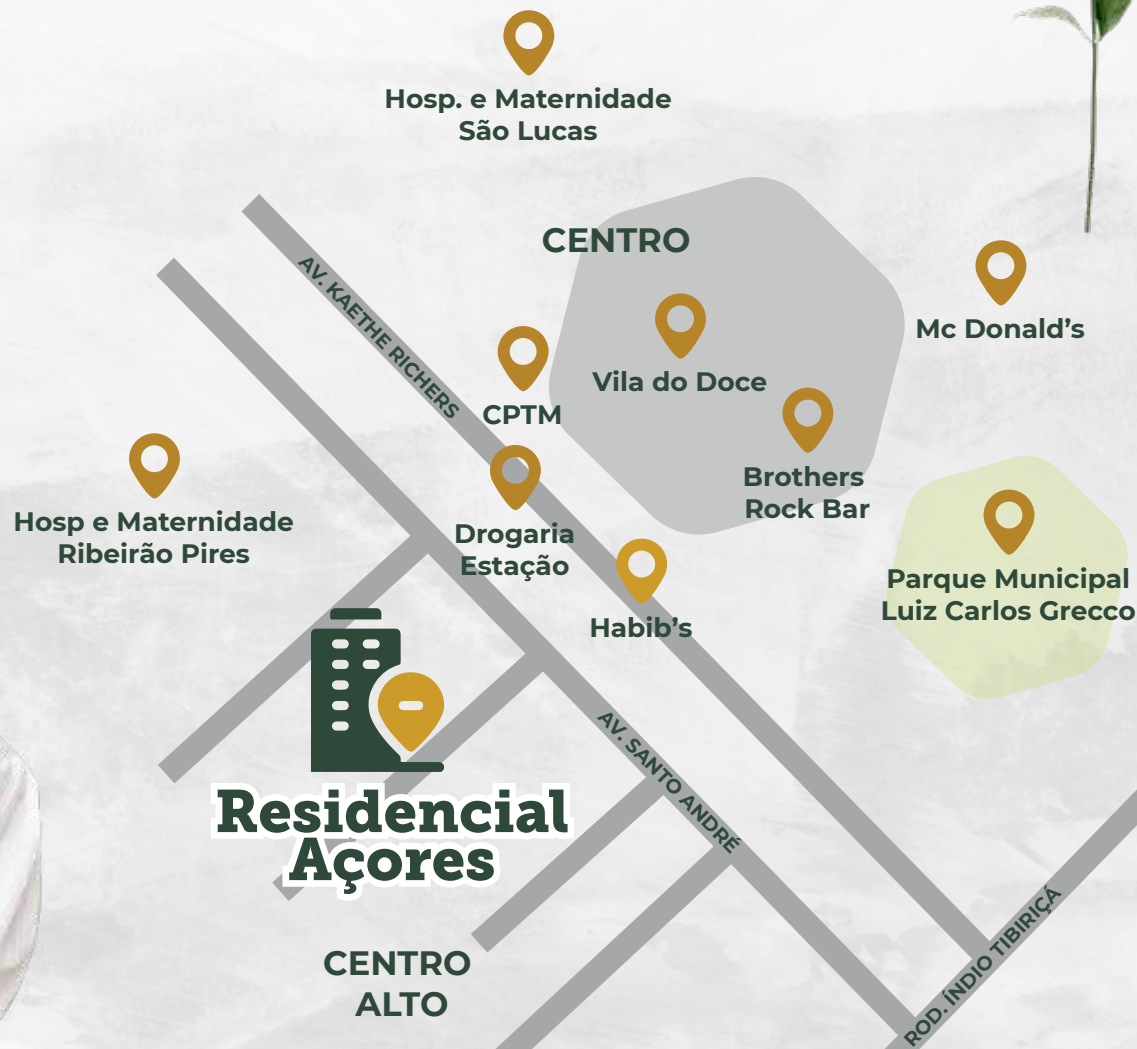 Hosp. e Maternidade
São Lucas
CENTRO
Mc Donald’s
AV. KAETHE RICHERS
Vila do Doce
CPTM
Brothers
Rock Bar
Hosp e Maternidade
Ribeirão Pires
Drogaria
Estação
Parque Municipal
Luiz Carlos Grecco
Habib’s
AV. SANTO ANDRÉ
Residencial
Açores
ROD. ÍNDIO TIBIRIÇÁ
CENTRO
ALTO